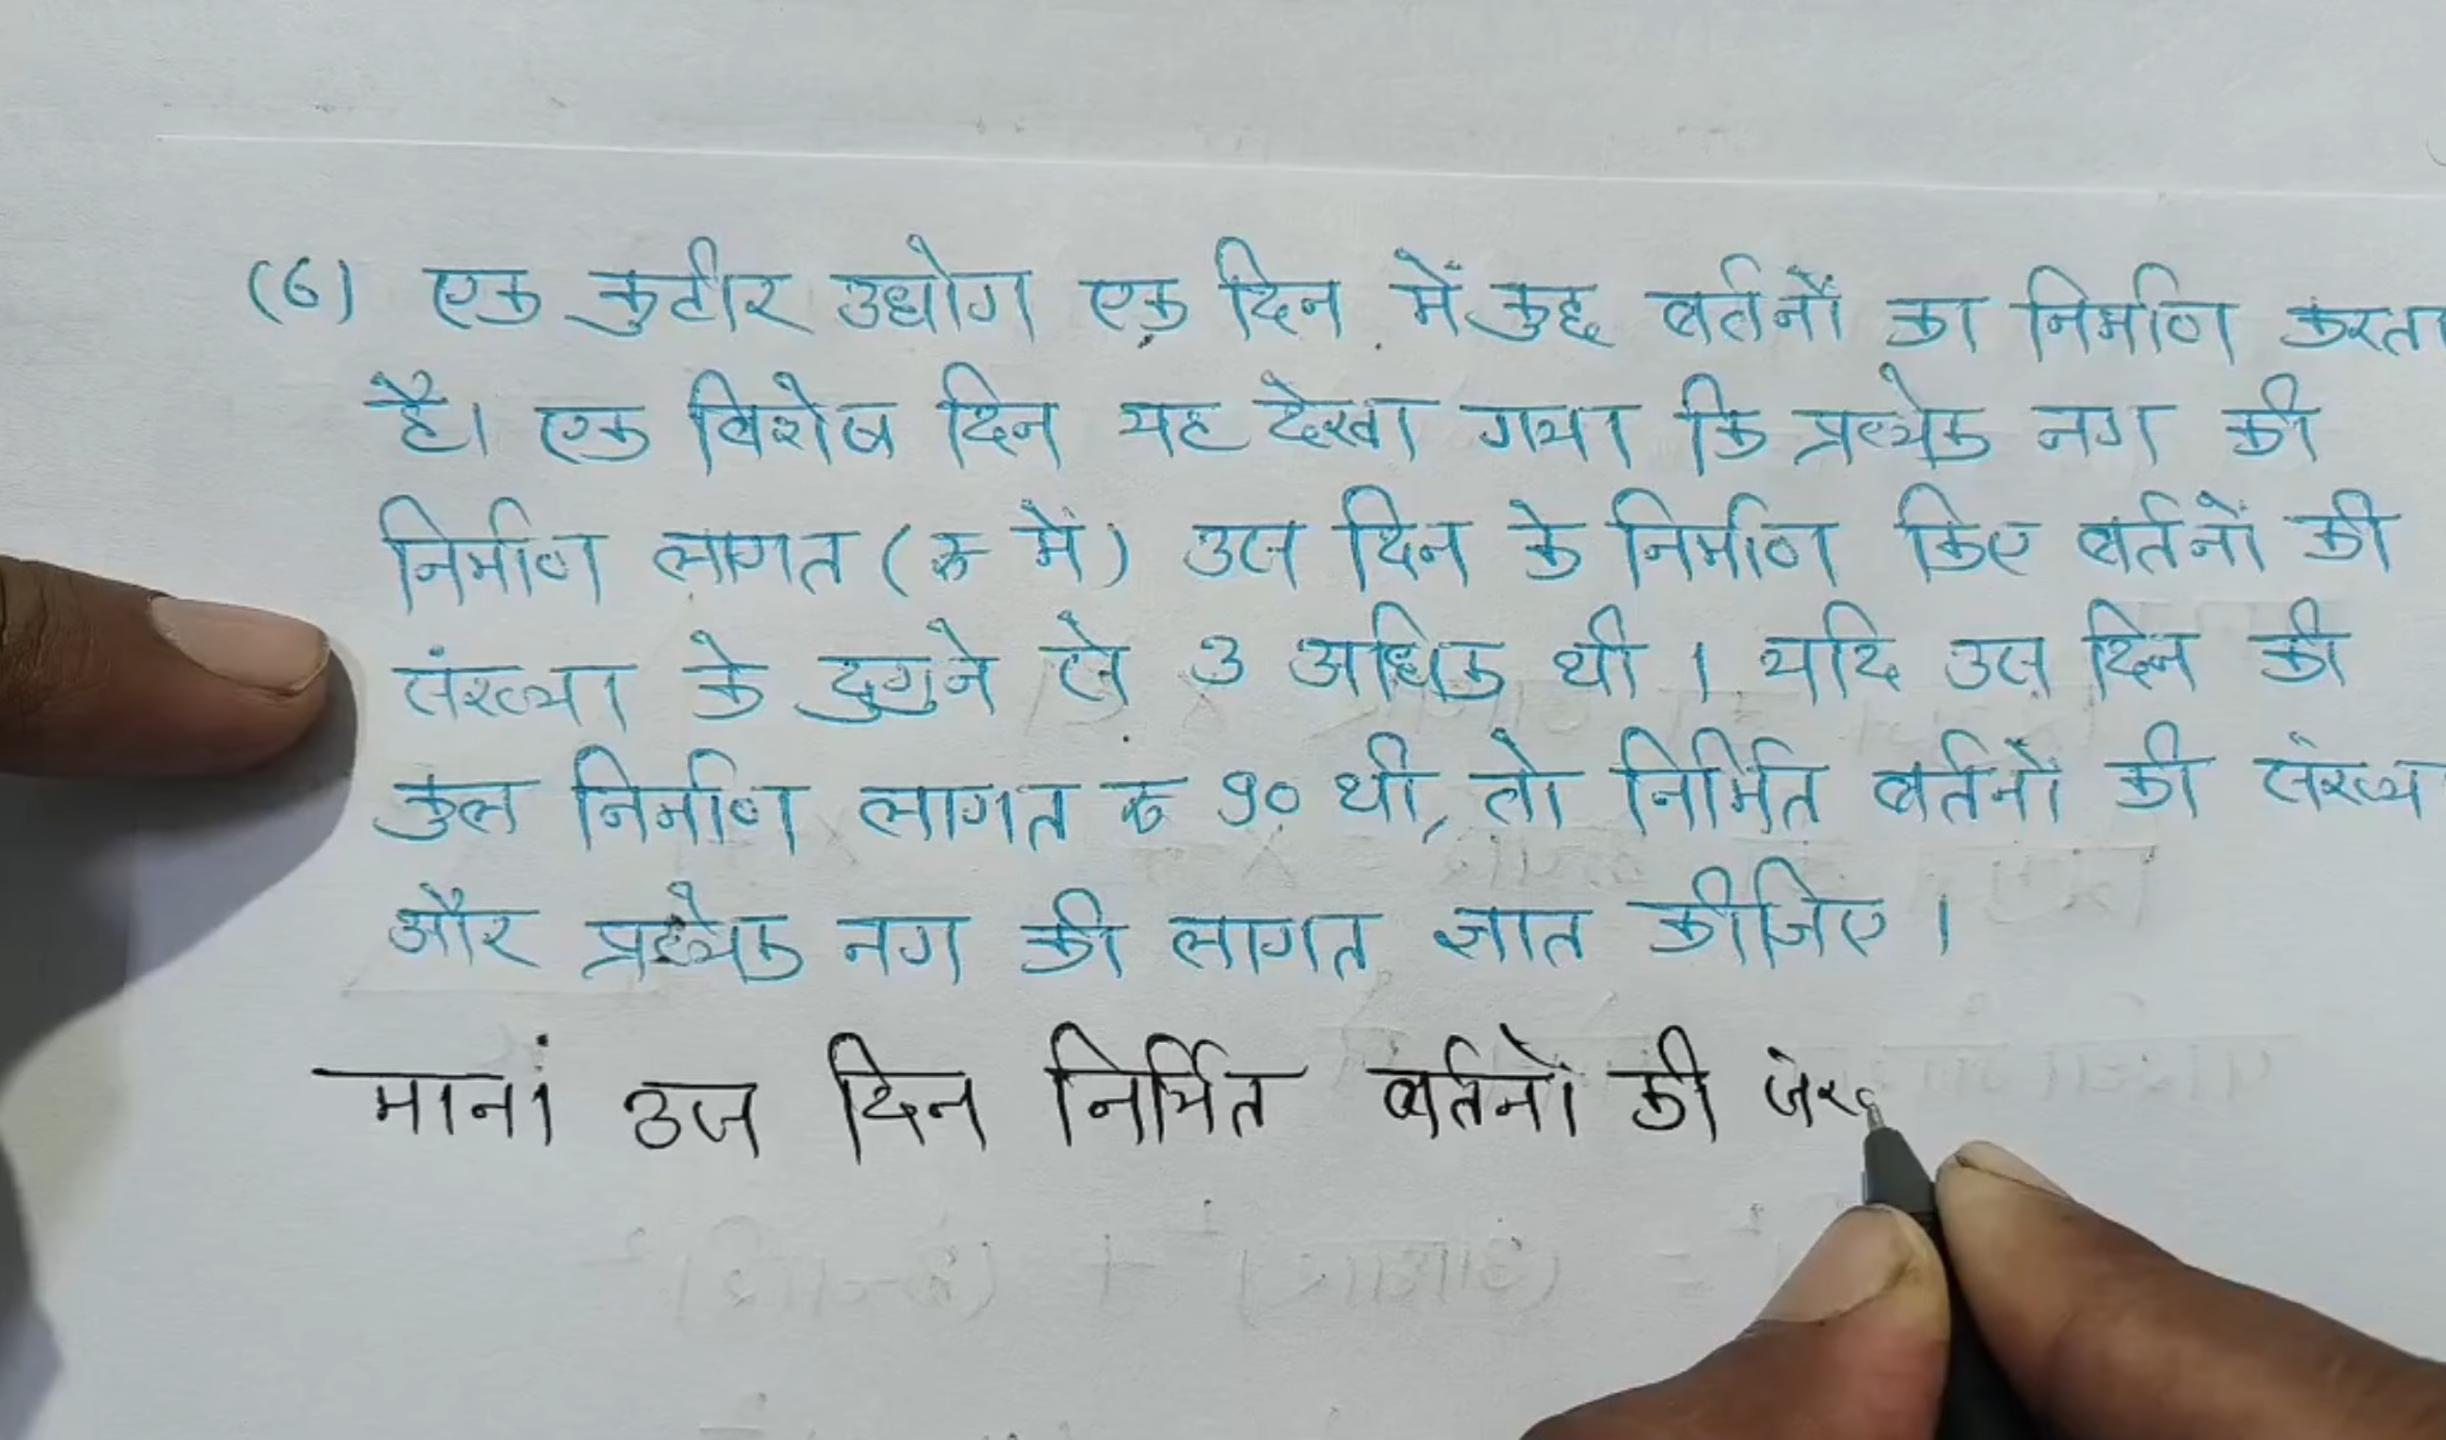 (6) एक कुटीर उद्योग एक दिन में कुछ बर्तनों का निर्माण करता
है। एक विशेष दिन यह देखा गया कि प्रत्येक नग की
निर्माण लागत (रु में) उस दिन के निर्माण किए बर्तनों की
संख्या के दुगुने से 3 अधिक थी । यदि उस दिन की
कुल निर्माण लागत रु 90 थी, तो निर्मित बर्तनों की संख्य
और प्रत्येक नग की लागत ज्ञात कीजिए ।
मानां उस दिन निर्मित बर्तनों की